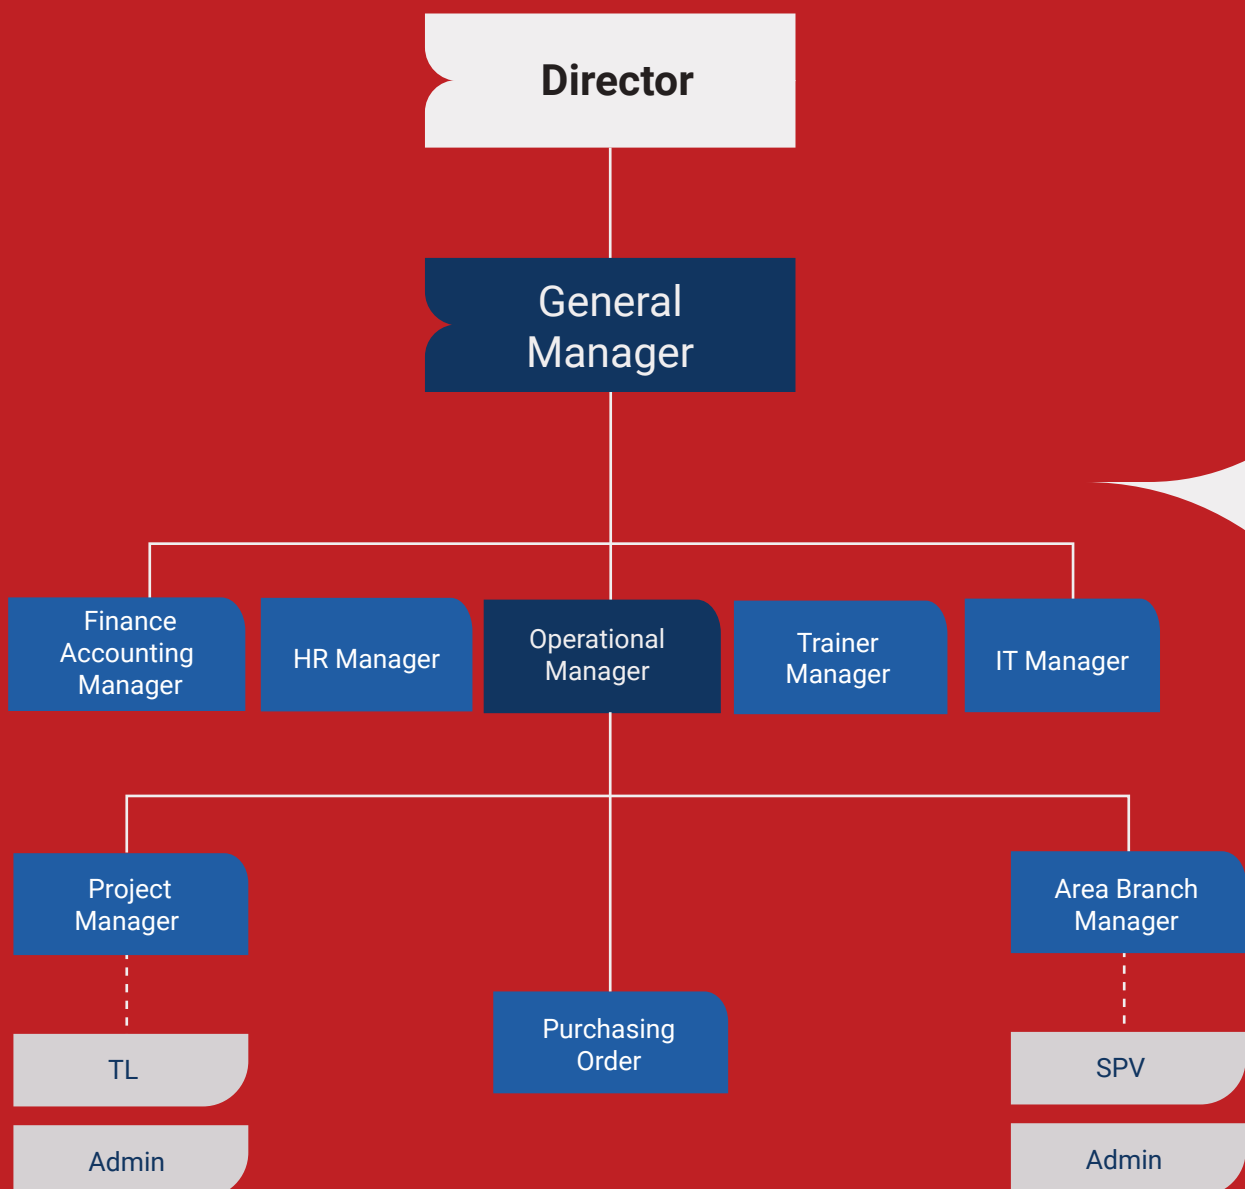 Director
General
Manager
Finance
Accounting
Manager
HR Manager
Operational
Manager
Trainer
Manager
IT Manager
Project
Manager
Area Branch
Manager
Purchasing
Order
TL
SPV
Admin
Admin